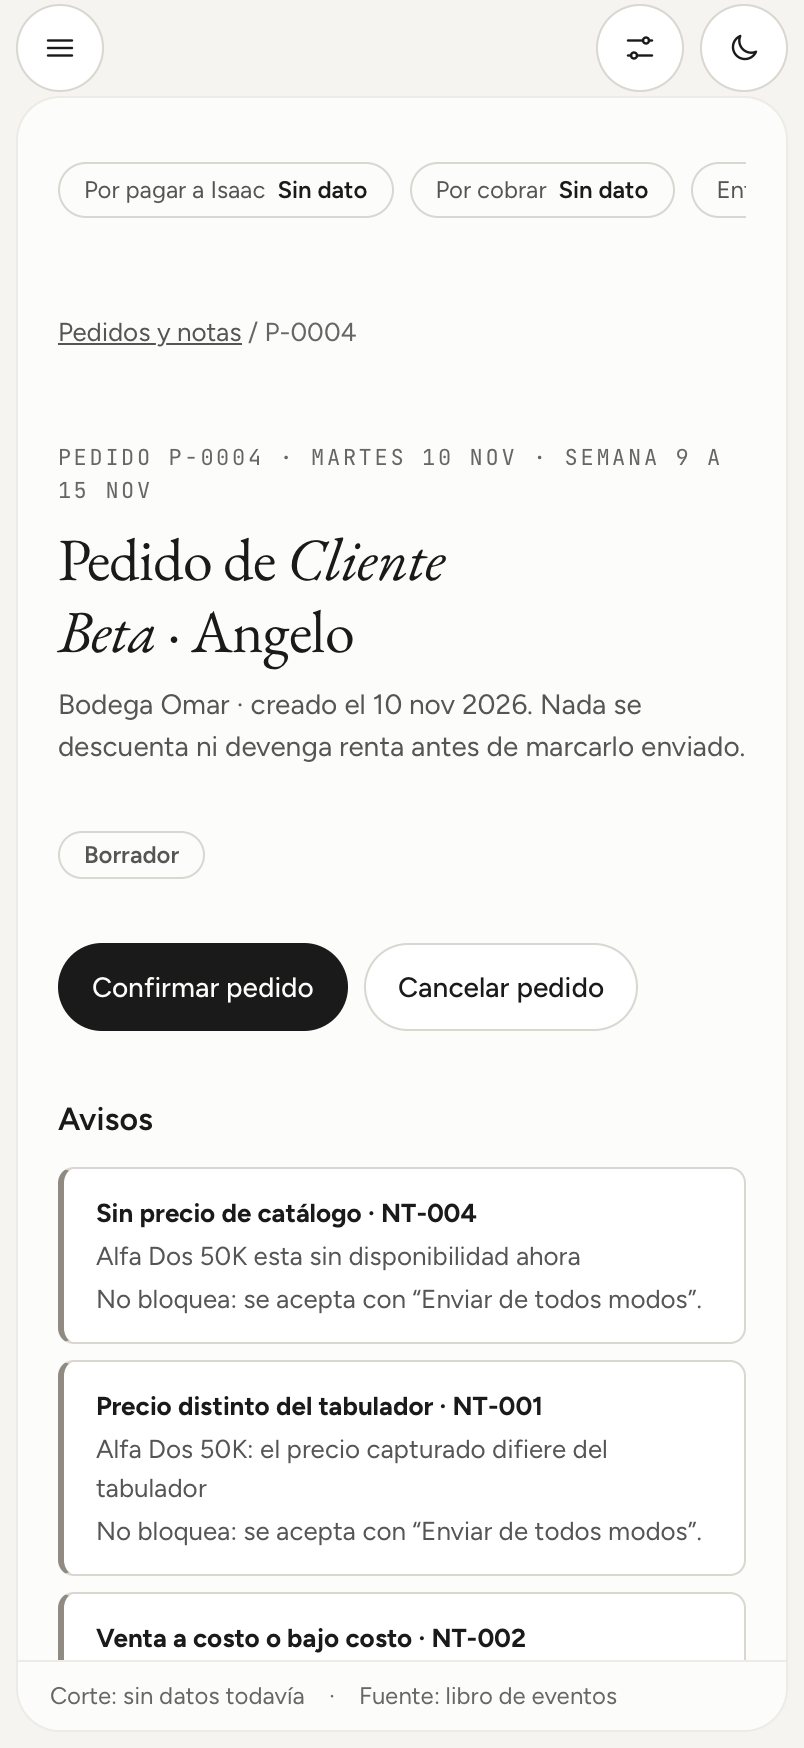 Por pagar a Isaac Sin dato
Por cobrar Sin dato
Pedidos y notas / P-0004
PEDIDO P-0004 · MARTES 10 NOV · SEMANA 9 A
15 NOV
Pedido de Cliente
Beta · Angelo
Bodega Omar · creado el 10 nov 2026. Nada se
descuenta ni devenga renta antes de marcarlo enviado.
Borrador
Confirmar pedido
Cancelar pedido
Avisos
Sin precio de catálogo · NT-004
Alfa Dos 50K esta sin disponibilidad ahora
No bloquea: se acepta con “Enviar de todos modos”.
Precio distinto del tabulador · NT-001
Alfa Dos 50K: el precio capturado difiere del
tabulador
No bloquea: se acepta con “Enviar de todos modos”.
Venta a costo o bajo costo · NT-002
Corte: sin datos todavía · Fuente: libro de eventos